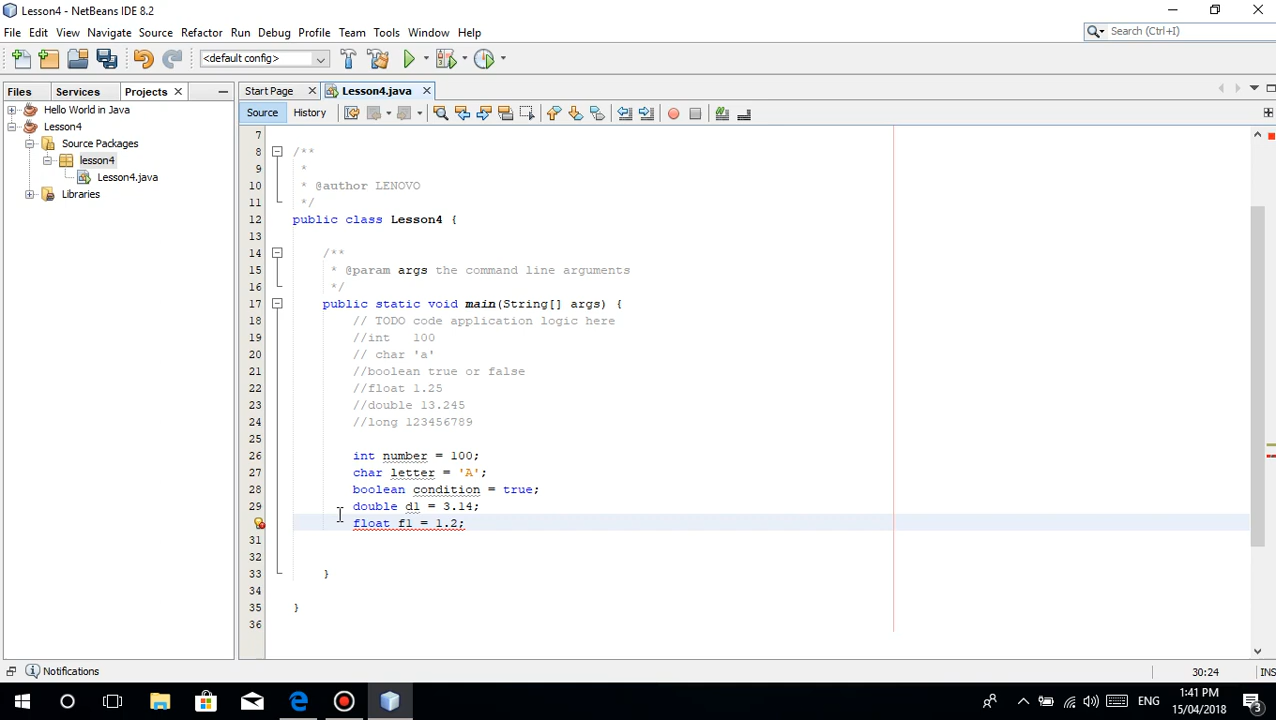 Lesson4 - NetBeans IDE 8.2
File Edit View Navigate Source Refactor Run Debug Profile Team Tools Window Help
Search (Ctrl+I)
<default config>
Files Services Projects
Start Page Lesson4.java
Hello World in Java
Lesson4
Source Packages
lesson4
Lesson4.java
Libraries
Source History
7
8 /**
9 *
10 * @author LENOVO
11 */
12 public class Lesson4 {
13
14 /**
15 * @param args the command line arguments
16 */
17 public static void main(String[] args) {
18 // TODO code application logic here
19 //int 100
20 // char 'a'
21 //boolean true or false
22 //float 1.25
23 //double 13.245
24 //long 123456789
25
26 int number = 100;
27 char letter = 'A';
28 boolean condition = true;
29 double d1 = 3.14;
float f1 = 1.2;
31
32
33 }
34
35 }
36
Notifications
30:24 INS
ENG
1:41 PM
15/04/2018
3